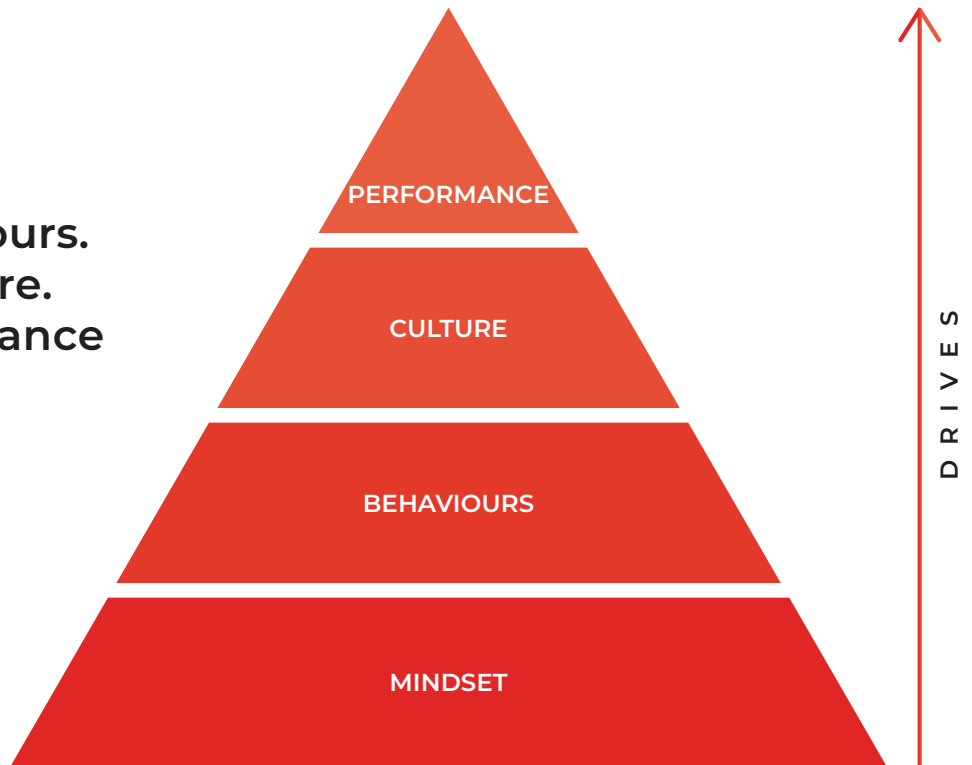 ours.
re.
ance
PERFORMANCE
CULTURE
BEHAVIOURS
MINDSET
DRIVES